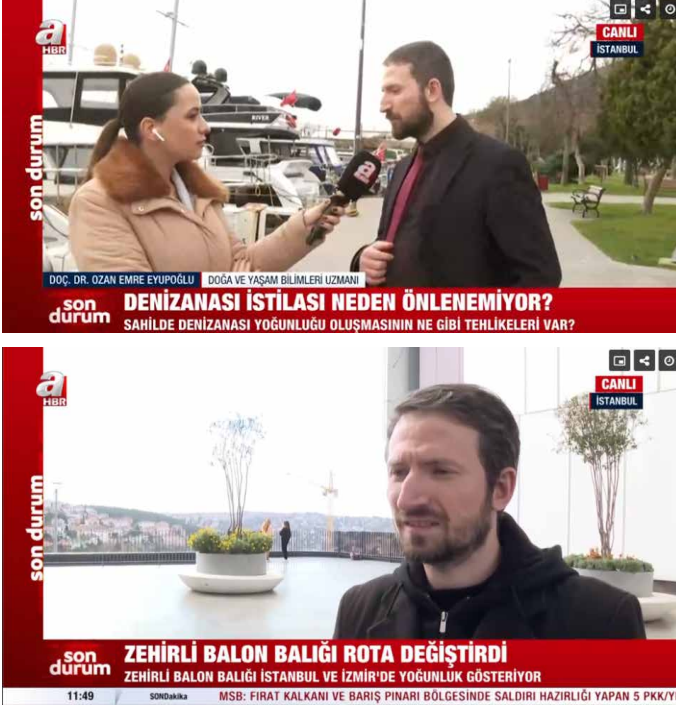 a
HBR
CANLI
İSTANBUL
RIVER
a
son durum
DOÇ. DR. OZAN EMRE EYUPOĞLU DOĞA VE YAŞAM BİLİMLERİ UZMANI
son durum
DENİZANASI İSTİLASI NEDEN ÖNLENEMİYOR?
SAHİLDE DENİZANASI YOĞUNLUĞU OLUŞMASININ NE GİBİ TEHLİKELERİ VAR?
a
HBR
CANLI
İSTANBUL
son durum
son durum
ZEHİRLİ BALON BALIĞI ROTA DEĞİŞTİRDİ
ZEHİRLİ BALON BALIĞI İSTANBUL VE İZMİR'DE YOĞUNLUK GÖSTERİYOR
11:49 SONDakika MSB: FIRAT KALKANI VE BARIŞ PINARI BÖLGESİNDE SALDIRI HAZIRLIĞI YAPAN 5 PKK/Y